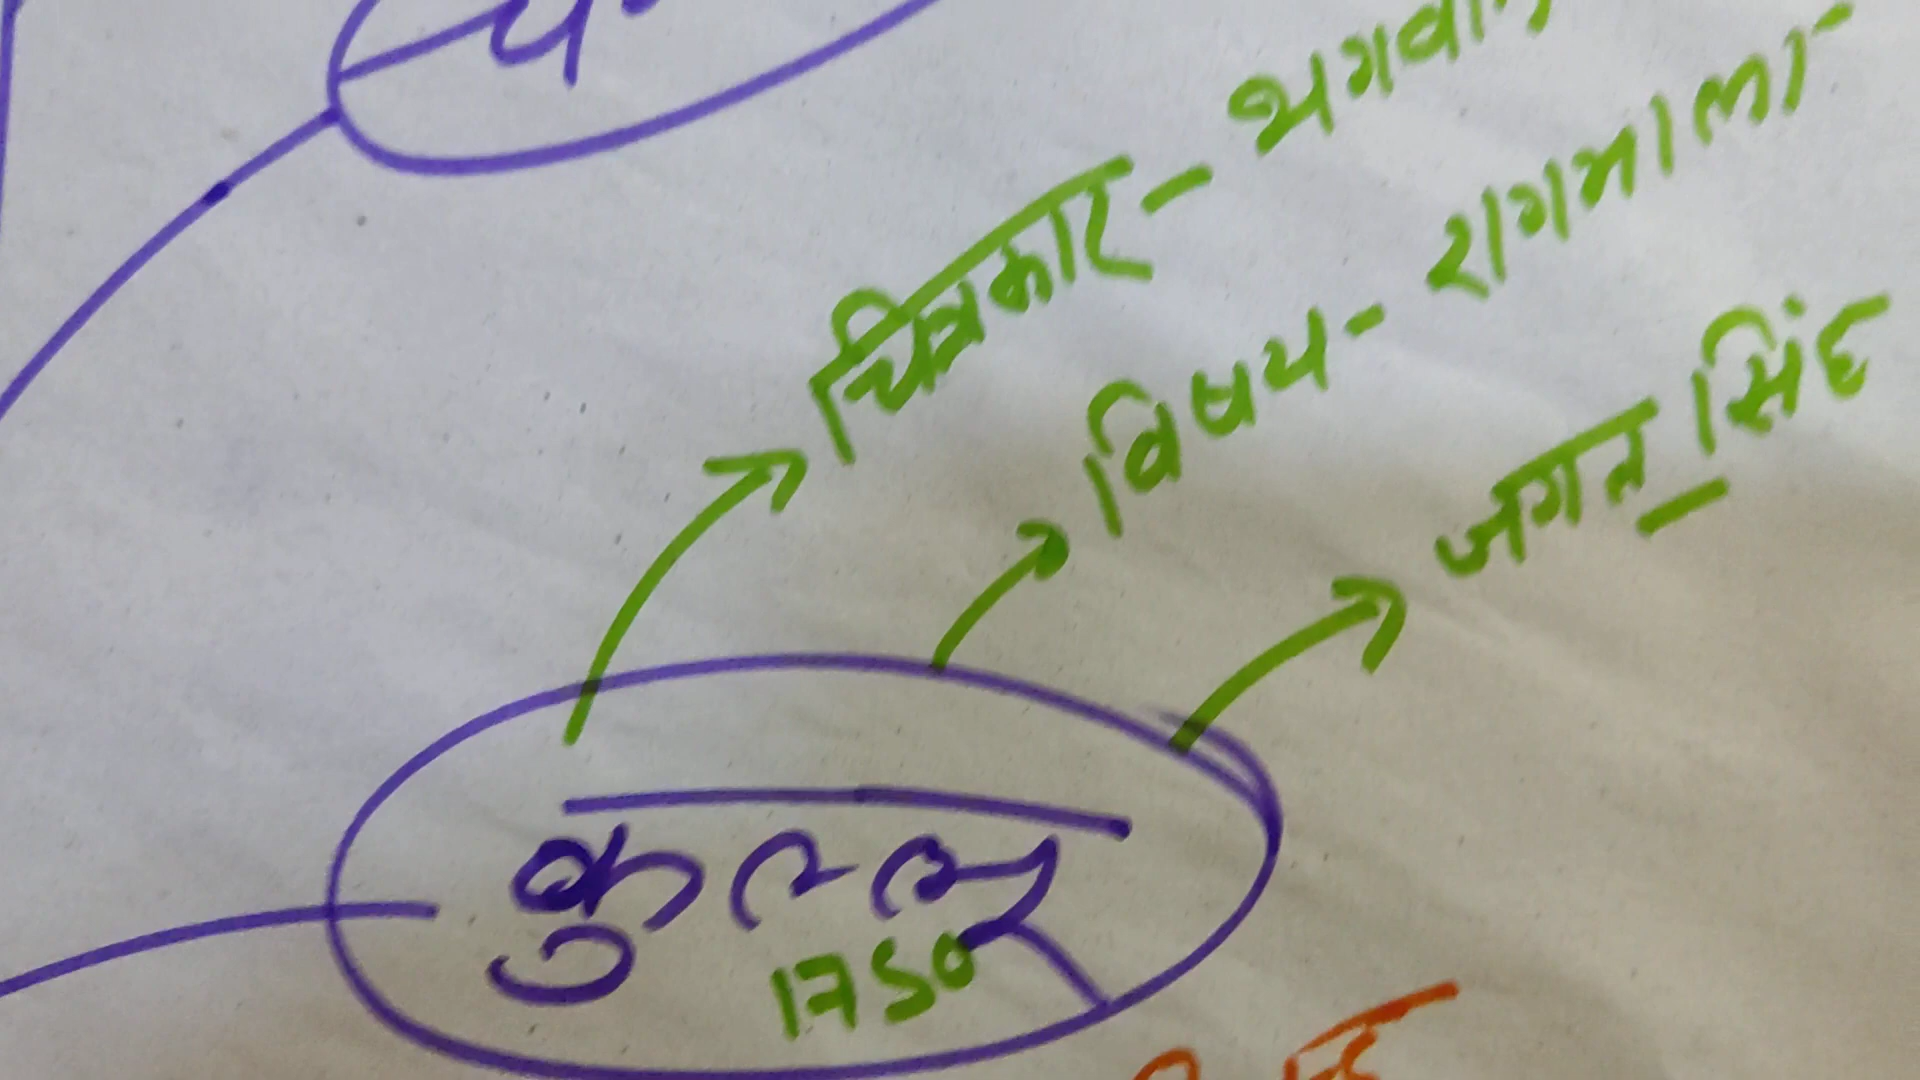 चित्रकार - भगवान
विषय - रागमाला
जगत सिंह
कुल्लू
1750